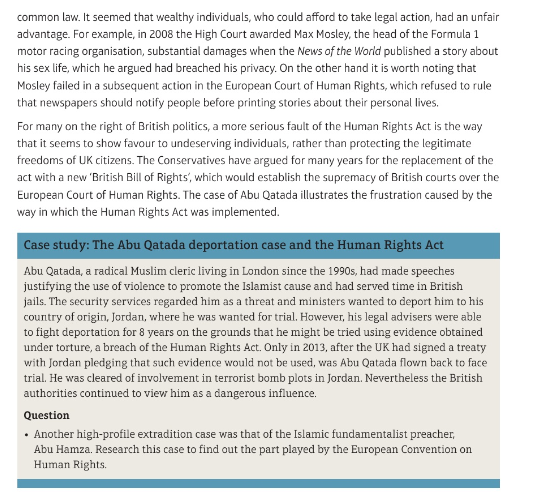 common law. It seemed that wealthy individuals, who could afford to take legal action, had an unfair
advantage. For example, in 2008 the High Court awarded Max Mosley, the head of the Formula 1
motor racing organisation, substantial damages when the News of the World published a story about
his sex life, which he argued had breached his privacy. On the other hand it is worth noting that
Mosley failed in a subsequent action in the European Court of Human Rights, which refused to rule
that newspapers should notify people before printing stories about their personal lives.
For many on the right of British politics, a more serious fault of the Human Rights Act is the way
that it seems to show favour to undeserving individuals, rather than protecting the legitimate
freedoms of UK citizens. The Conservatives have argued for many years for the replacement of the
act with a new ‘British Bill of Rights’, which would establish the supremacy of British courts over the
European Court of Human Rights. The case of Abu Qatada illustrates the frustration caused by the
way in which the Human Rights Act was implemented.
Case study: The Abu Qatada deportation case and the Human Rights Act
Abu Qatada, a radical Muslim cleric living in London since the 1990s, had made speeches
justifying the use of violence to promote the Islamist cause and had served time in British
jails. The security services regarded him as a threat and ministers wanted to deport him to his
country of origin, Jordan, where he was wanted for trial. However, his legal advisers were able
to fight deportation for 8 years on the grounds that he might be tried using evidence obtained
under torture, a breach of the Human Rights Act. Only in 2013, after the UK had signed a treaty
with Jordan pledging that such evidence would not be used, was Abu Qatada flown back to face
trial. He was cleared of involvement in terrorist bomb plots in Jordan. Nevertheless the British
authorities continued to view him as a dangerous influence.
Question
• Another high-profile extradition case was that of the Islamic fundamentalist preacher,
Abu Hamza. Research this case to find out the part played by the European Convention on
Human Rights.